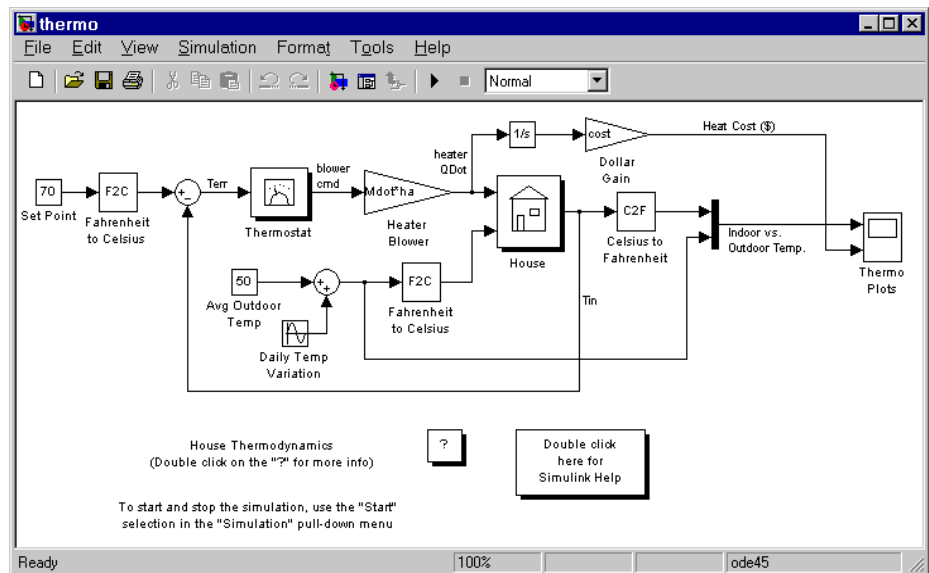 thermo
File Edit View Simulation Format Tools Help
Normal
Heat Cost ($)
1/s
cost
Dollar
Gain
heater
QDot
70
Set Point
F2C
Fahrenheit
to Celsius
+
-
Terr
Thermostat
blower
cmd
Mdot*ha
Heater
Blower
House
C2F
Celsius to
Fahrenheit
Indoor vs.
Outdoor Temp.
Thermo
Plots
50
Avg Outdoor
Temp
+
+
F2C
Fahrenheit
to Celsius
Tin
Daily Temp
Variation
House Thermodynamics
(Double click on the "?" for more info)
?
Double click
here for
Simulink Help
To start and stop the simulation, use the "Start"
selection in the "Simulation" pull-down menu
Ready 100% ode45